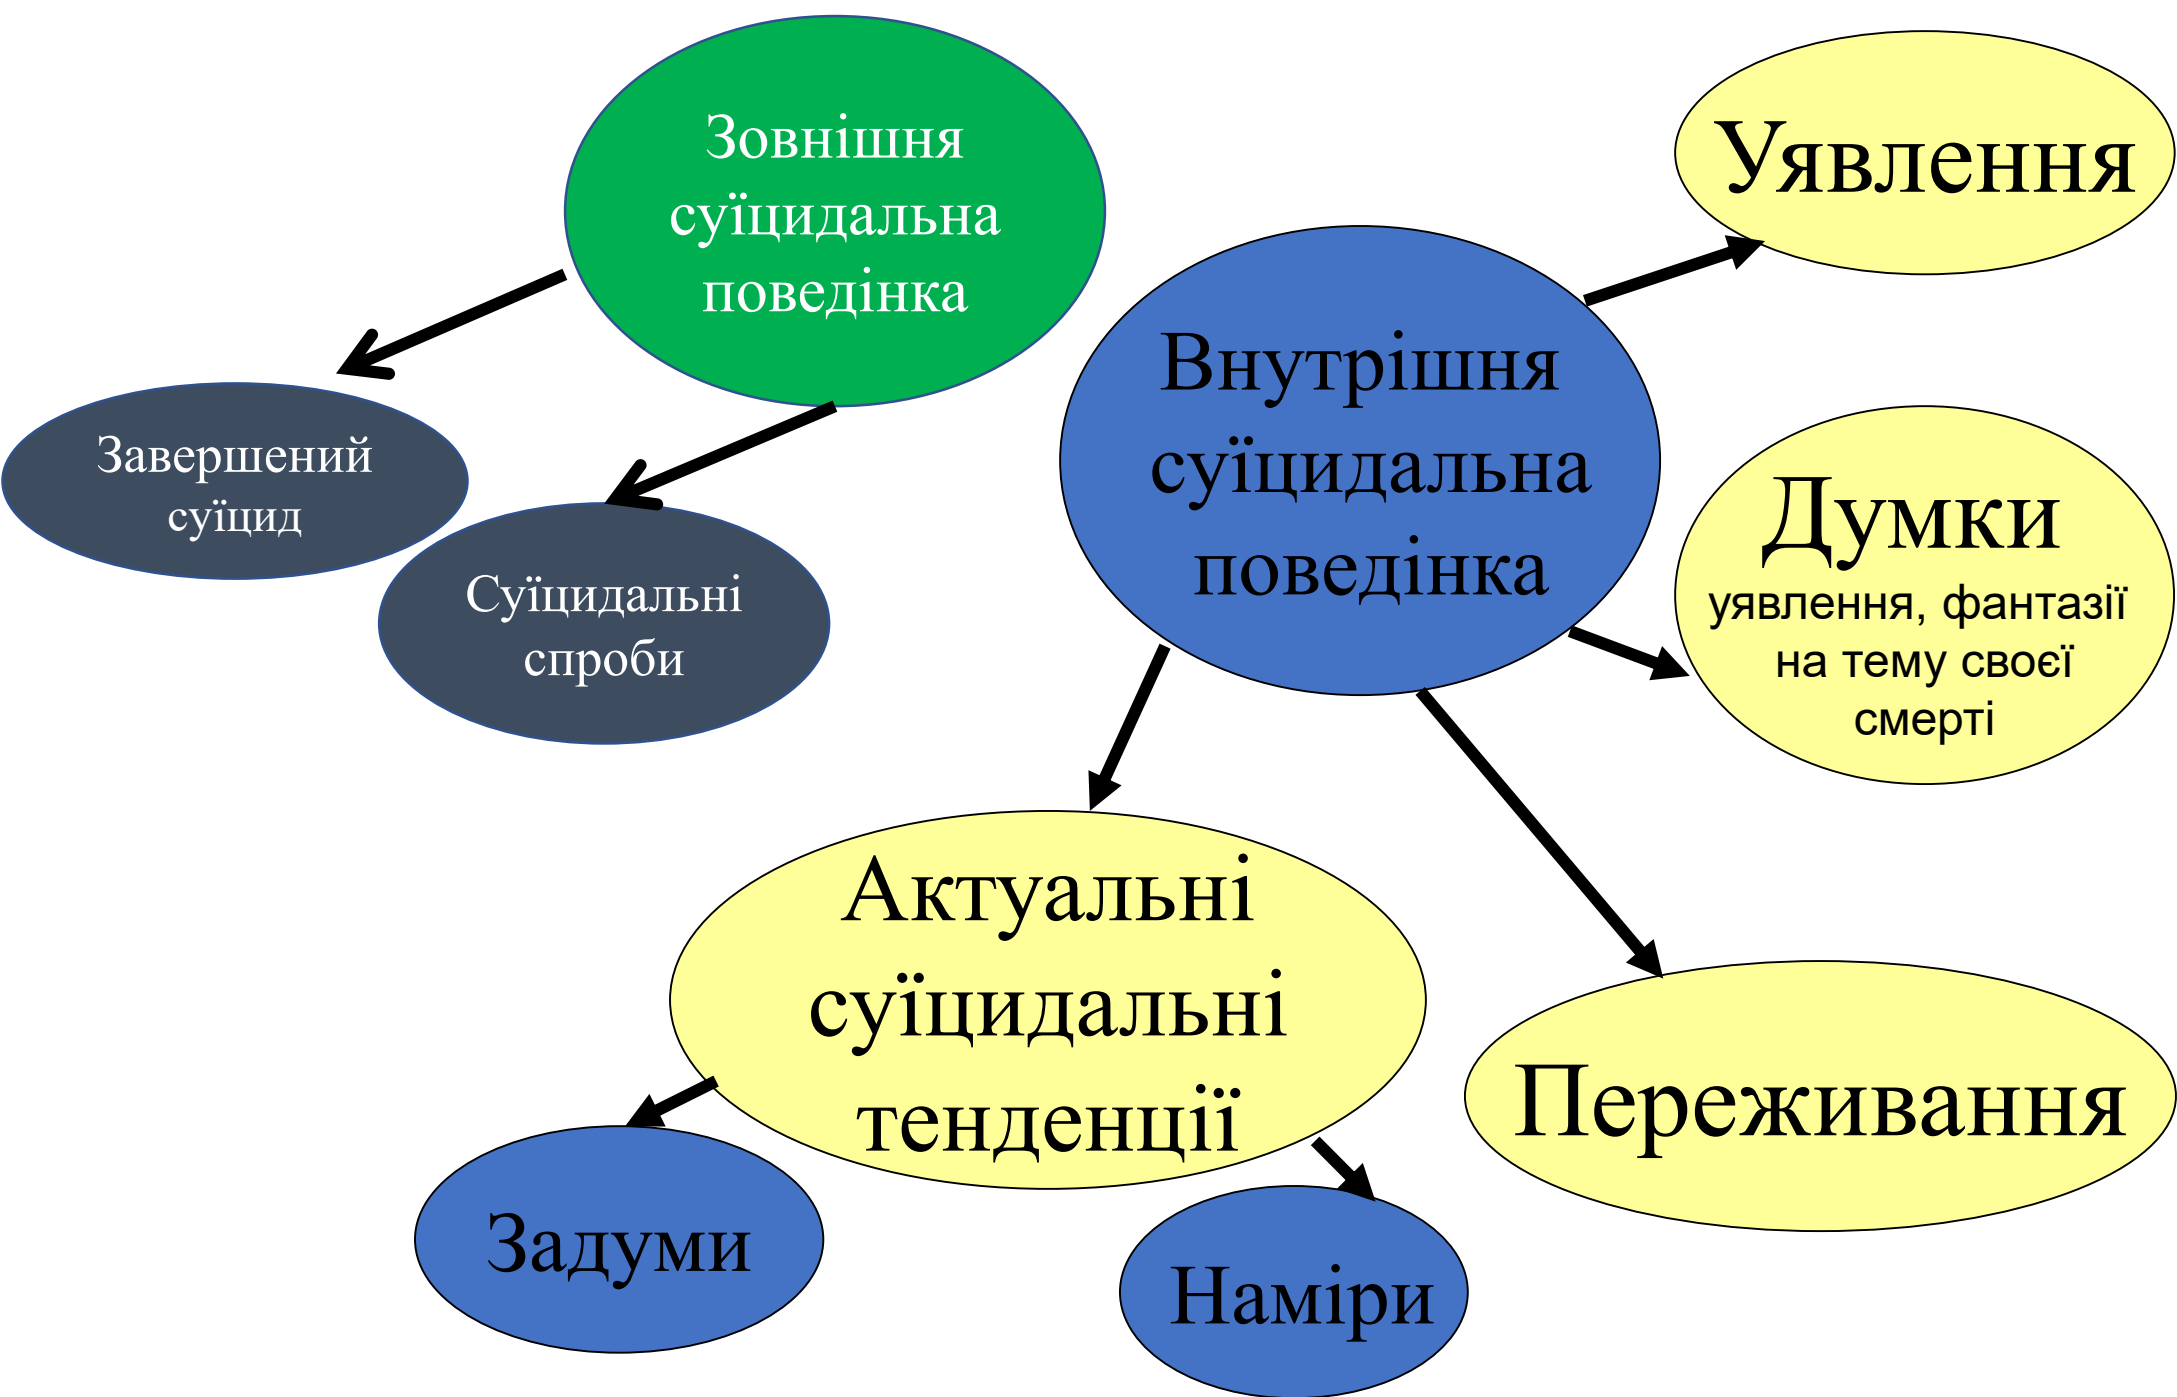 Зовнішня
суїцидальна
поведінка
Завершений
суїцид
Суїцидальні
спроби
Внутрішня
суїцидальна
поведінка
Уявлення
Думки
уявлення, фантазії
на тему своєї
смерті
Актуальні
суїцидальні
тенденції
Переживання
Задуми
Наміри